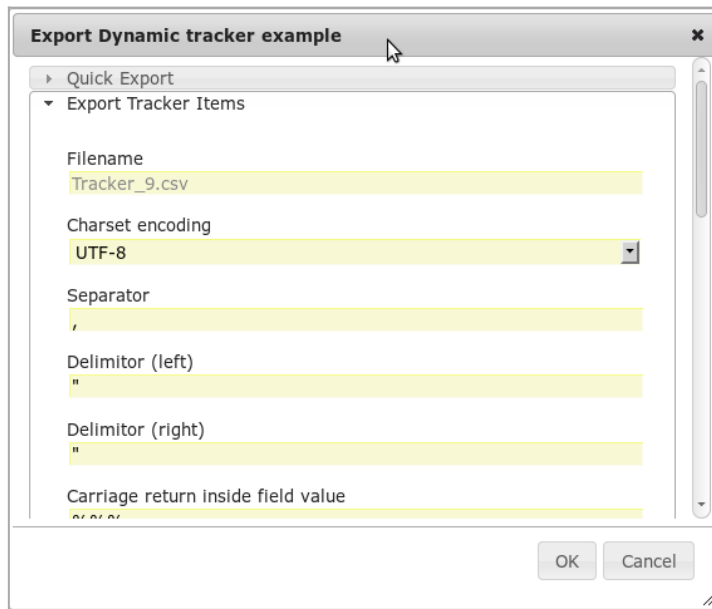 Export Dynamic tracker example
Quick Export
Export Tracker Items
Filename
Tracker_9.csv
Charset encoding
UTF-8
Separator
,
Delimitor (left)
"
Delimitor (right)
"
Carriage return inside field value
%%%
OK Cancel